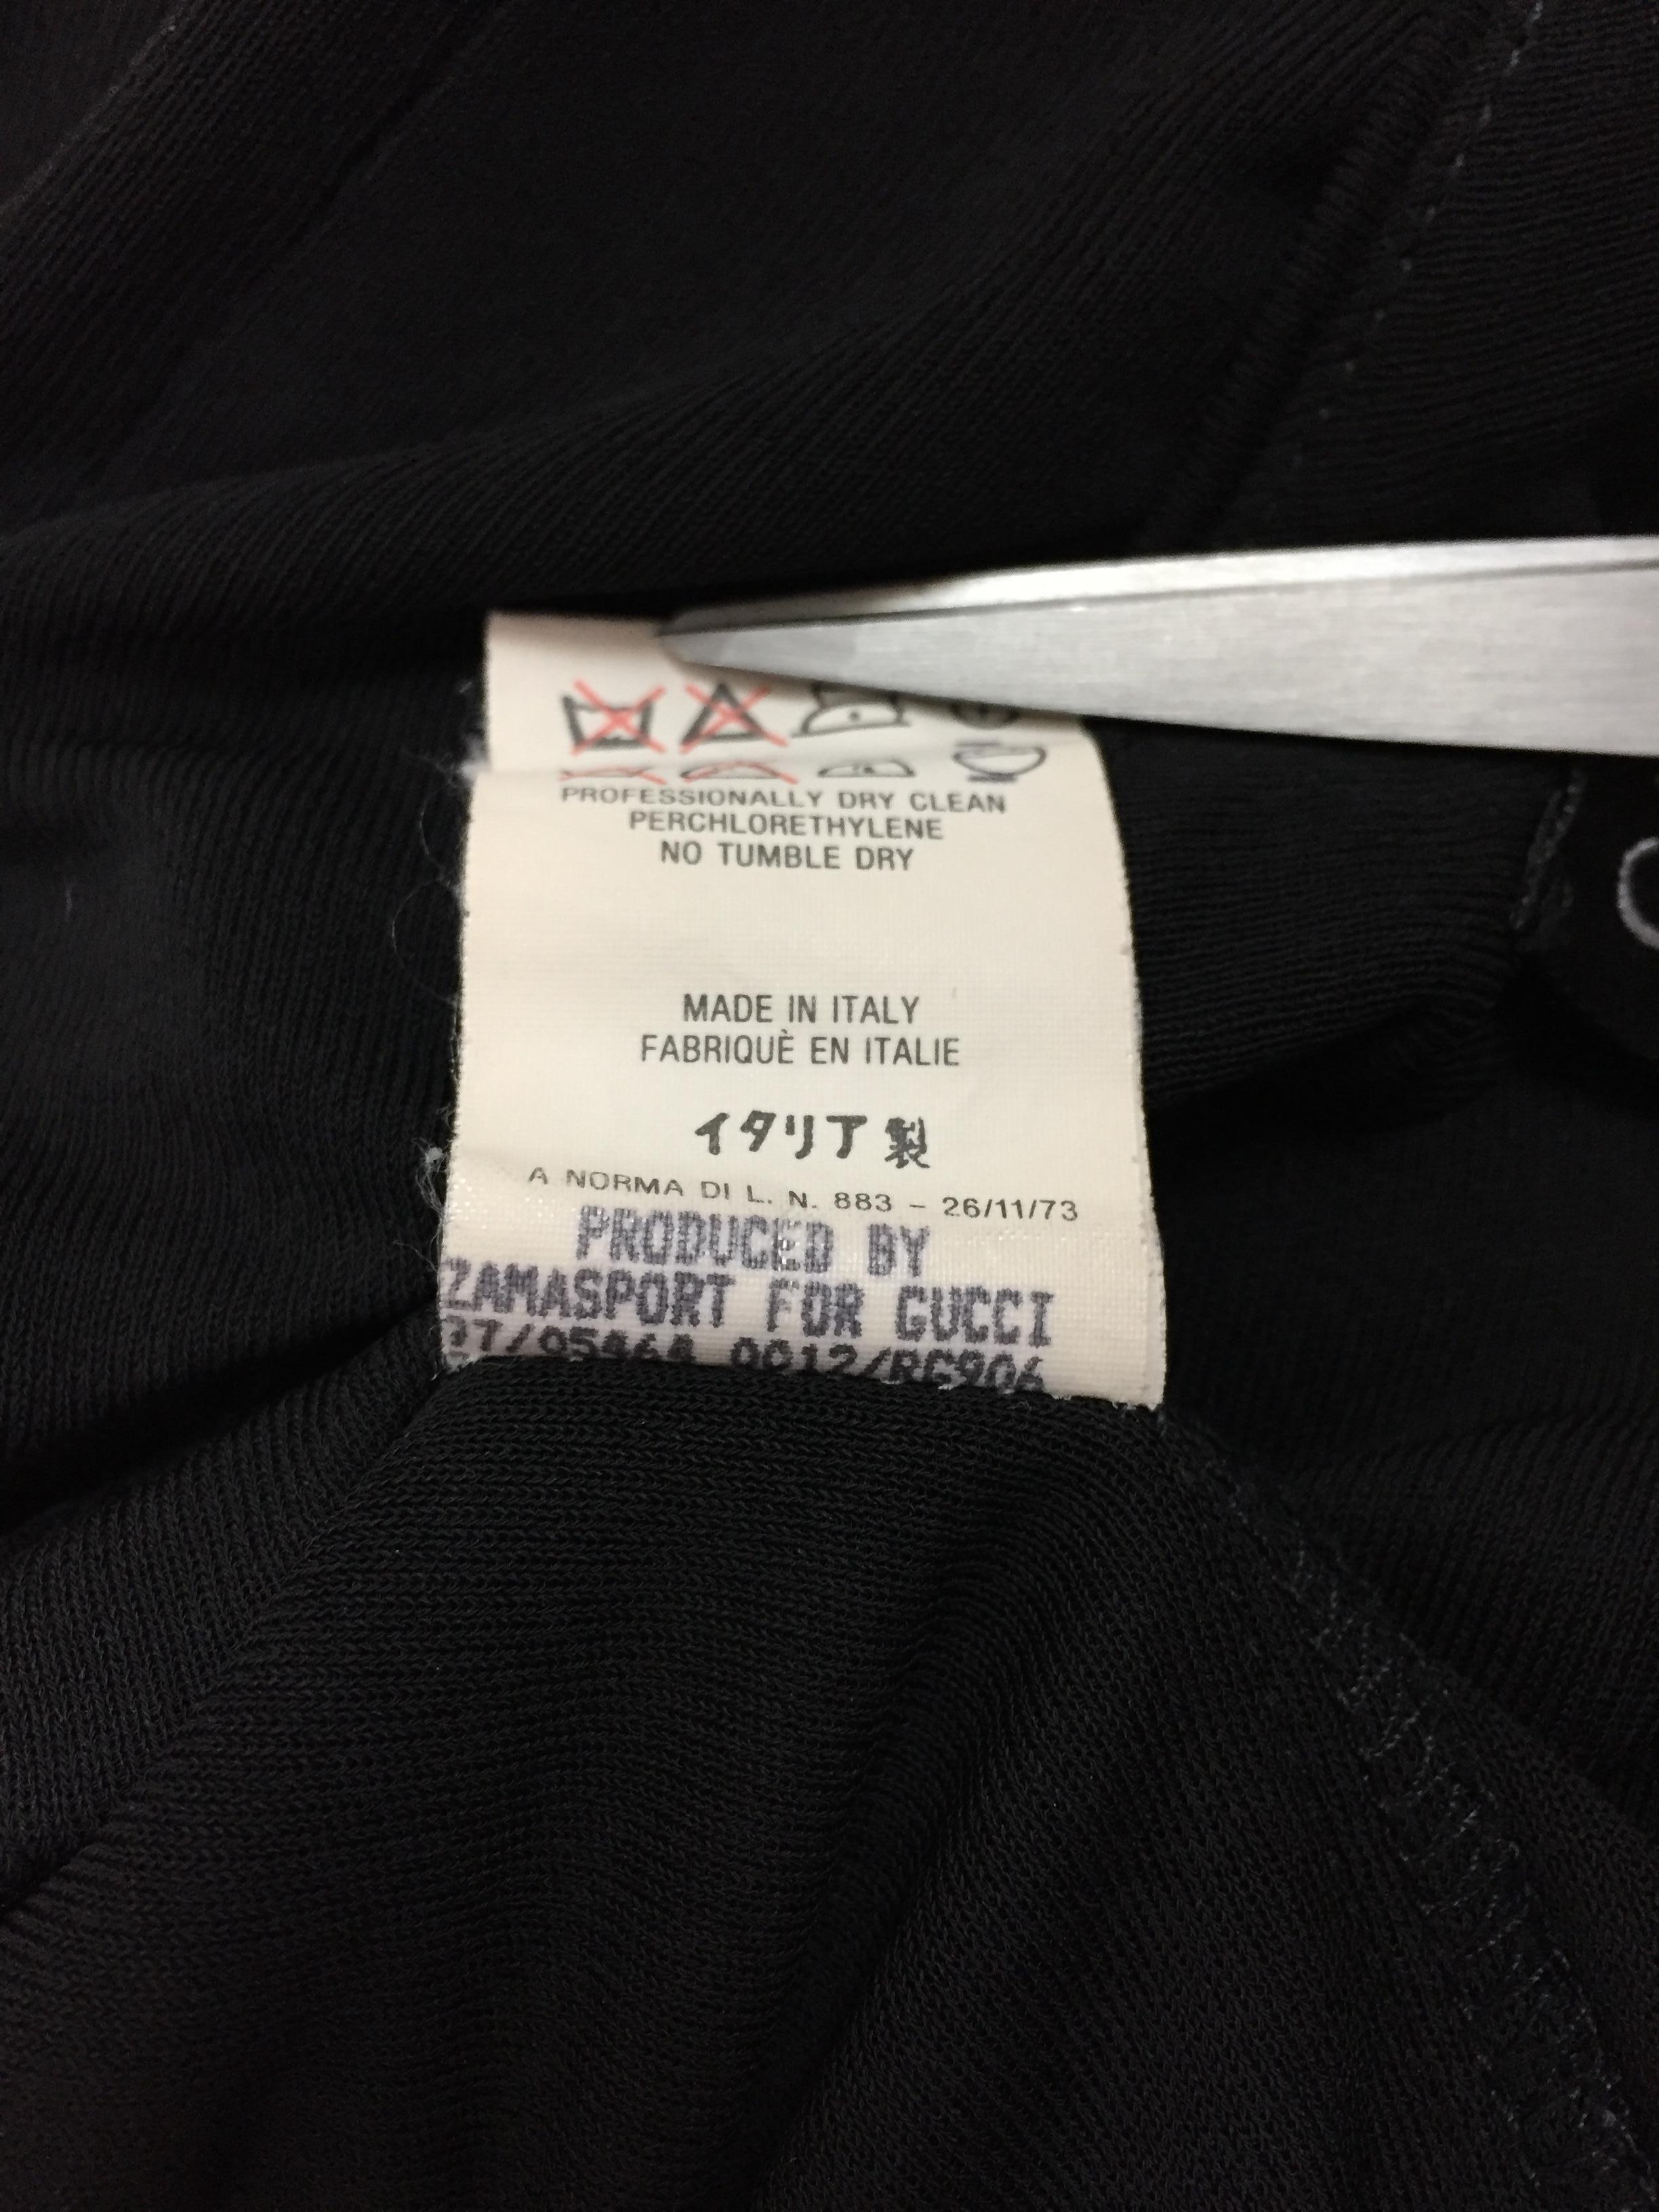 PROFESSIONALLY DRY CLEAN
PERCHLORETHYLENE
NO TUMBLE DRY
MADE IN ITALY
FABRIQUÈ EN ITALIE
イタリア製
A NORMA DI L. N. 883 - 26/11/73
PRODUCED BY
ZAMASPORT FOR GUCCI